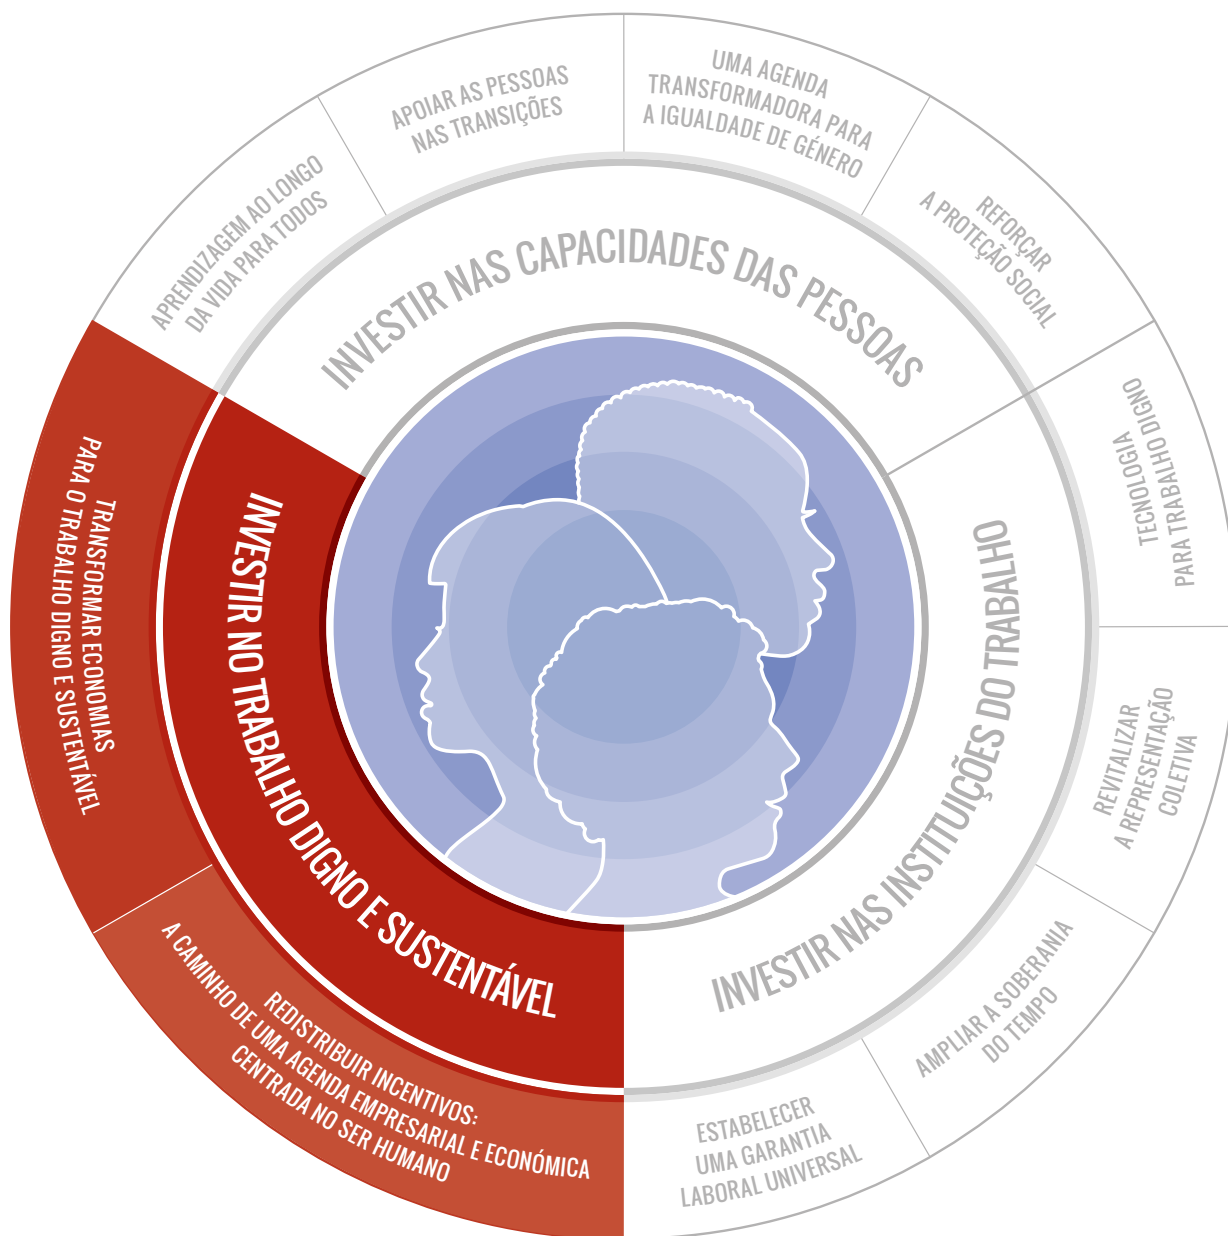 INVESTIR NAS CAPACIDADES DAS PESSOAS
APRENDIZAGEM AO LONGO
DA VIDA PARA TODOS
APOIAR AS PESSOAS
NAS TRANSIÇÕES
UMA AGENDA
TRANSFORMADORA PARA
A IGUALDADE DE GÉNERO
REFORÇAR
A PROTEÇÃO SOCIAL
INVESTIR NAS INSTITUIÇÕES DO TRABALHO
TECNOLOGIA
PARA TRABALHO DIGNO
REVITALIZAR
A REPRESENTAÇÃO
COLETIVA
AMPLIAR A SOBERANIA
DO TEMPO
ESTABELECER
UMA GARANTIA
LABORAL UNIVERSAL
INVESTIR NO TRABALHO DIGNO E SUSTENTÁVEL
TRANSFORMAR ECONOMIAS
PARA O TRABALHO DIGNO E SUSTENTÁVEL
REDISTRIBUIR INCENTIVOS:
A CAMINHO DE UMA AGENDA EMPRESARIAL E ECONÓMICA
CENTRADA NO SER HUMANO